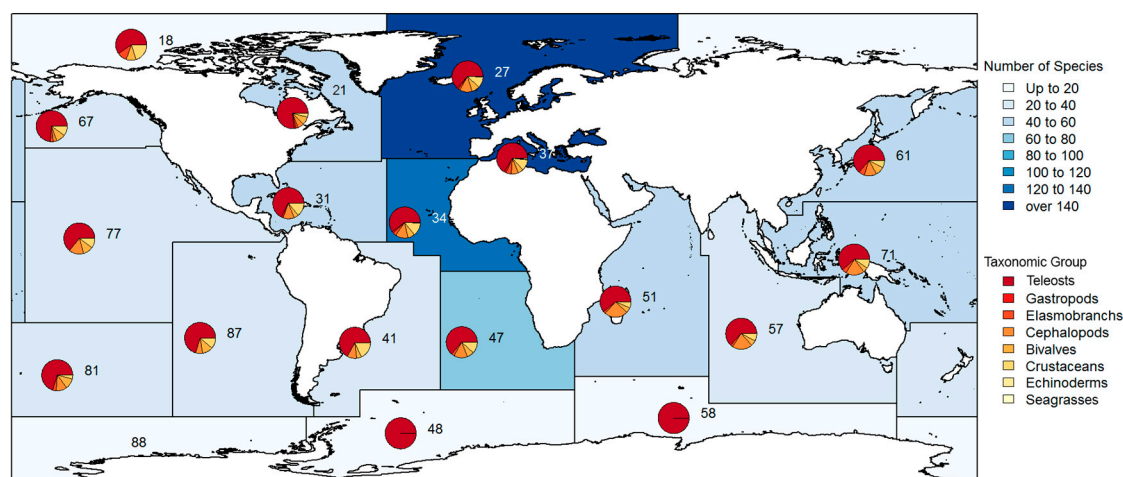 18
27
21
67
37
61
31
34
77
71
51
57
87
41
47
81
58
48
88
Number of Species
Up to 20
20 to 40
40 to 60
60 to 80
80 to 100
100 to 120
120 t0 140
over 140
Taxonomic Group
Teleosts
Gastropods
Elasmobranchs
Cephalopods
Bivalves
Crustaceans
Echinoderms
Seagrasses